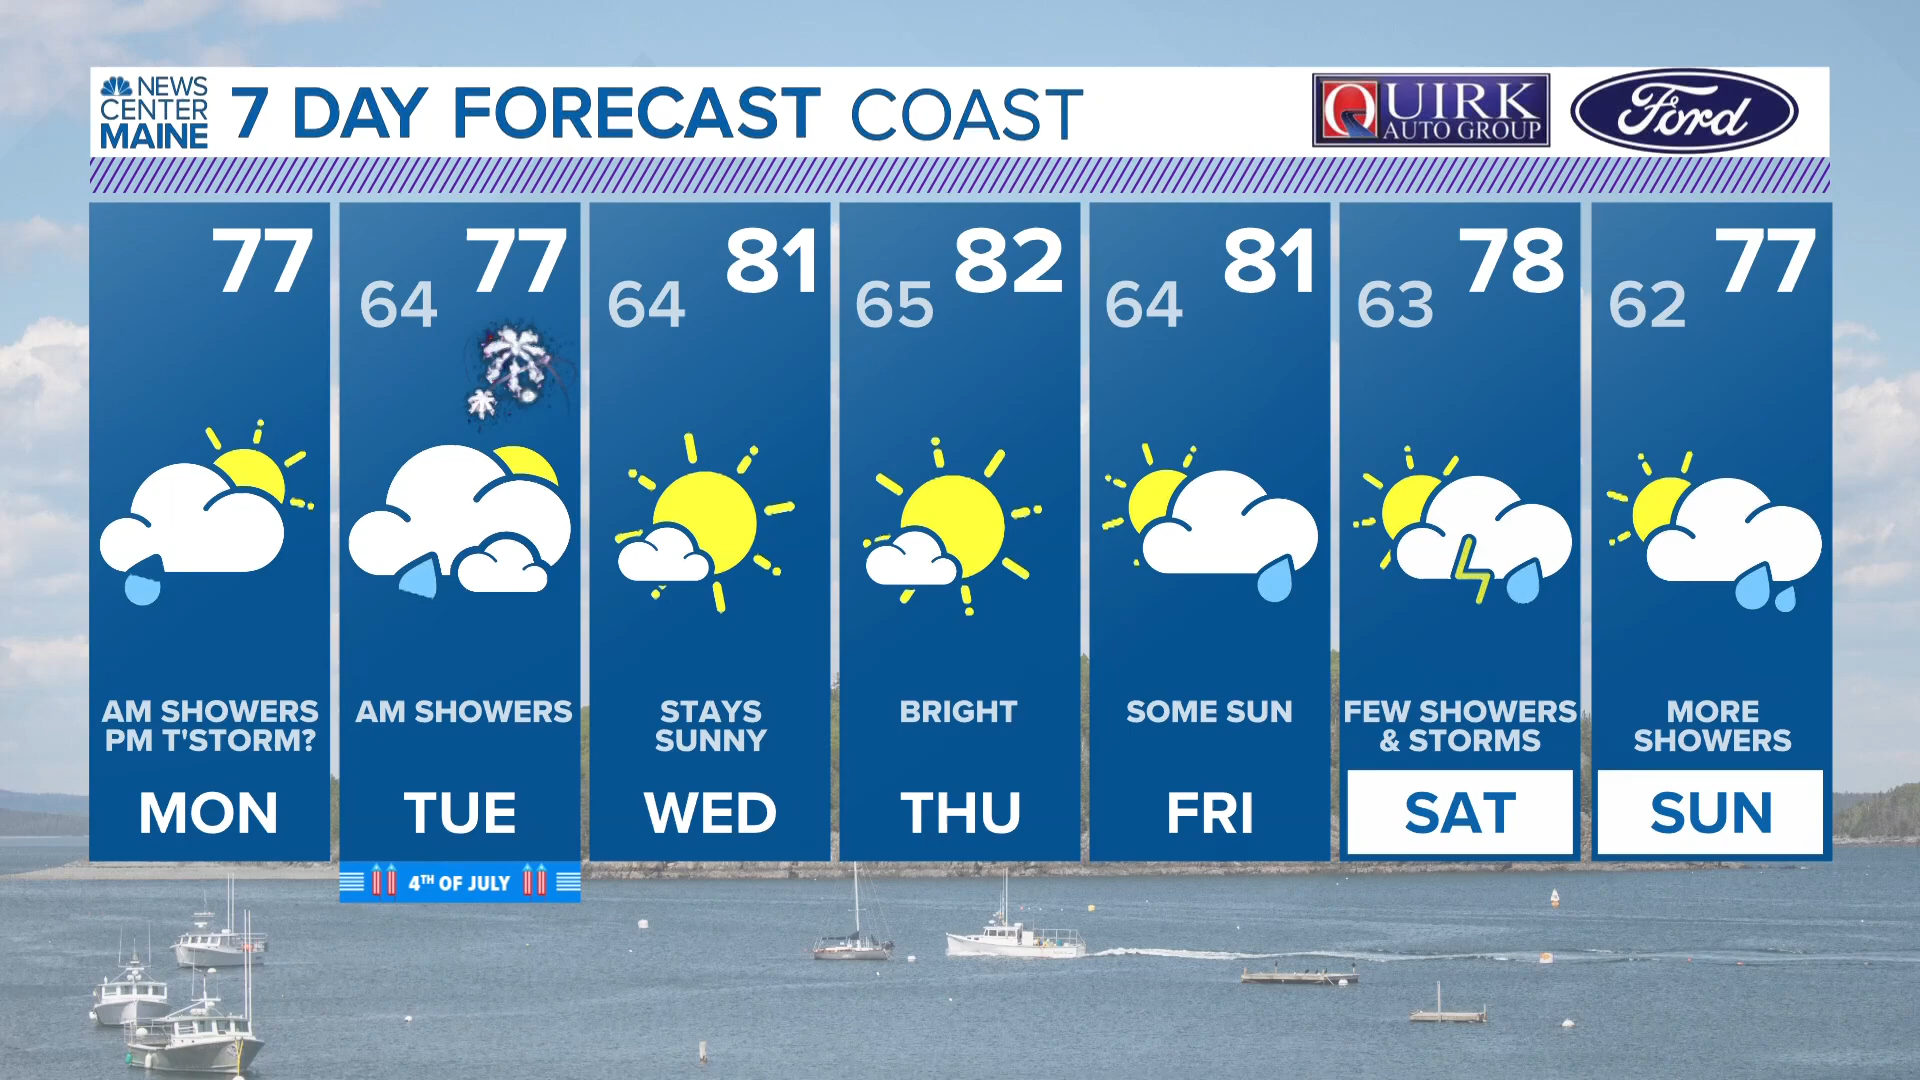 NEWS
CENTER
MAINE
7 DAY FORECAST COAST
QUIRK
AUTO GROUP
Ford
77
64 77
64 81
65 82
64 81
63 78
62 77
AM SHOWERS
PM T'STORM?
AM SHOWERS
STAYS
SUNNY
BRIGHT
SOME SUN
FEW SHOWERS
& STORMS
MORE
SHOWERS
MON
TUE
WED
THU
FRI
SAT
SUN
4TH OF JULY